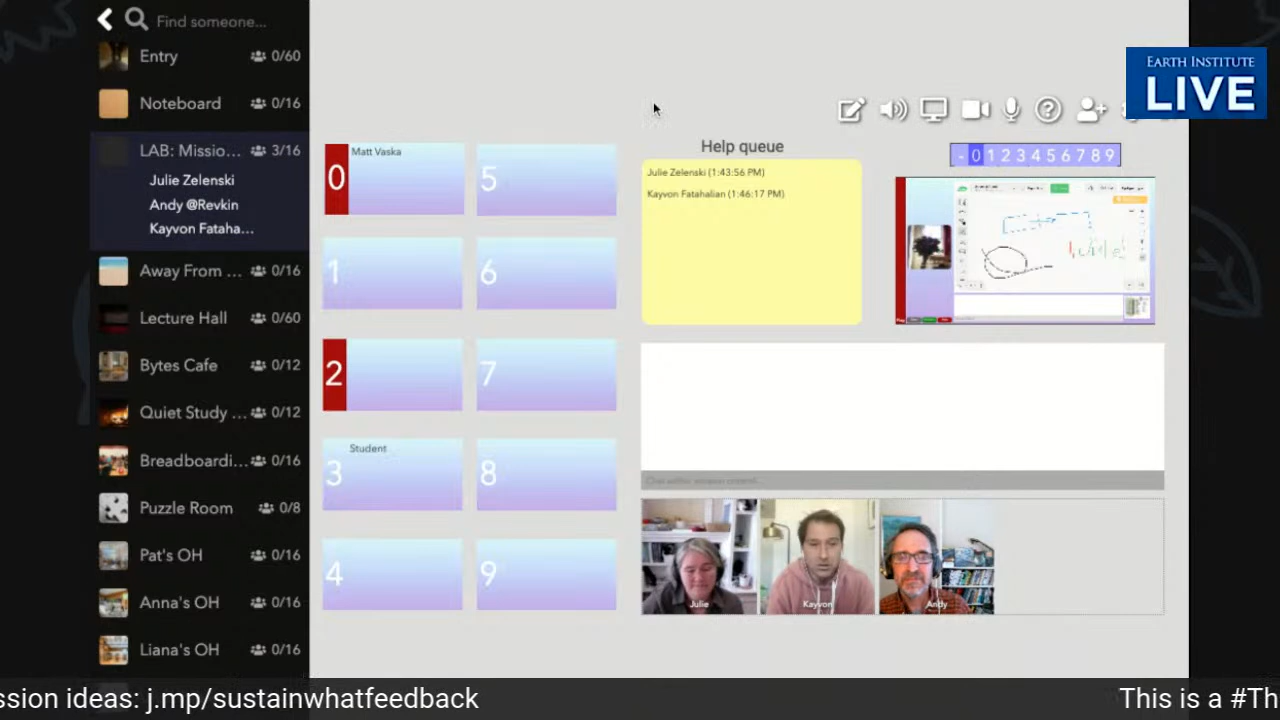 Find someone...
Entry 0/60
Noteboard 0/16
LAB: Missio... 3/16
Julie Zelenski
Andy @Revkin
Kayvon Fataha...
Away From ... 0/16
Lecture Hall 0/60
Bytes Cafe 0/12
Quiet Study ... 0/12
Breadboardi... 0/16
Puzzle Room 0/8
Pat's OH 0/16
Anna's OH 0/16
Liana's OH 0/16
EARTH INSTITUTE
LIVE
0 Matt Vaska
5
1
6
2
7
3 Student
8
4
9
Help queue
Julie Zelenski (1:43:56 PM)
Kayvon Fatahalian (1:46:17 PM)
- 0 1 2 3 4 5 6 7 8 9
Julie
Kayvon
Andy
ssion ideas: j.mp/sustainwhatfeedback
This is a #Th